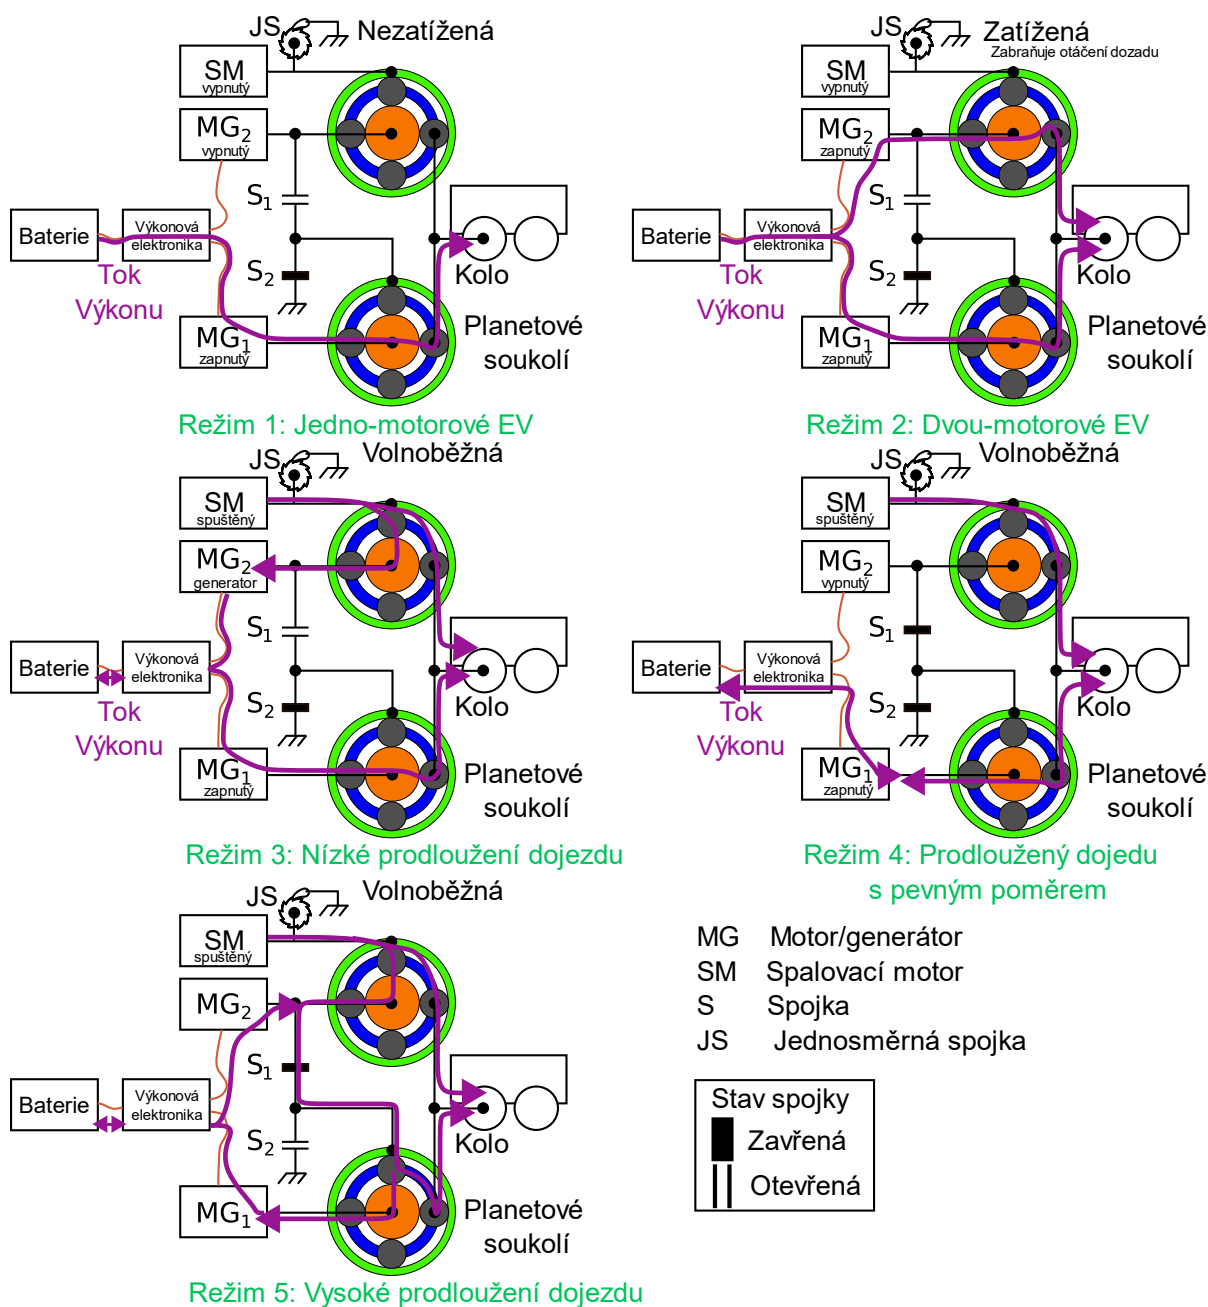 JS Nezatížená
SM
vypnutý
MG2
vypnutý
S1
Baterie
Výkonová
elektronika
Tok
Výkonu
S2
Kolo
MG1
zapnutý
Planetové
soukolí
Režim 1: Jedno-motorové EV
JS Zatížená
Zabraňuje otáčení dozadu
SM
vypnutý
MG2
zapnutý
S1
Baterie
Výkonová
elektronika
Tok
Výkonu
S2
Kolo
MG1
zapnutý
Planetové
soukolí
Režim 2: Dvou-motorové EV
JS Volnoběžná
SM
spuštěný
MG2
generator
S1
Baterie
Výkonová
elektronika
Tok
Výkonu
S2
Kolo
MG1
zapnutý
Planetové
soukolí
Režim 3: Nízké prodloužení dojezdu
JS Volnoběžná
SM
spuštěný
MG2
vypnutý
S1
Baterie
Výkonová
elektronika
Tok
Výkonu
S2
Kolo
MG1
zapnutý
Planetové
soukolí
Režim 4: Prodloužený dojedu
s pevným poměrem
JS Volnoběžná
SM
spuštěný
MG2
S1
Baterie
Výkonová
elektronika
S2
Kolo
MG1
Planetové
soukolí
Režim 5: Vysoké prodloužení dojezdu
MG Motor/generátor
SM Spalovací motor
S Spojka
JS Jednosměrná spojka
Stav spojky
Zavřená
Otevřená